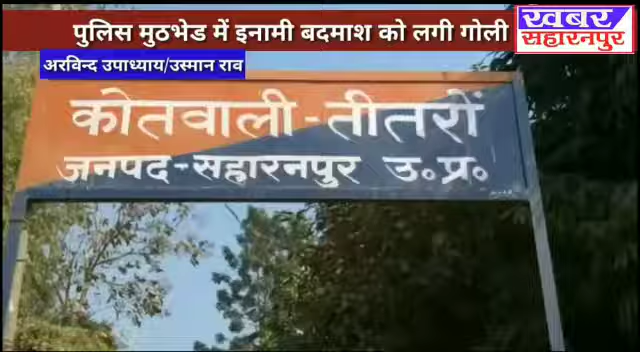 पुलिस मुठभेड में इनामी बदमाश को लगी गोली
खबर
सहारनपुर
अरविन्द उपाध्याय/उस्मान राव
कोतवाली-तीतरों
जनपद-सहारनपुर उ०प्र०